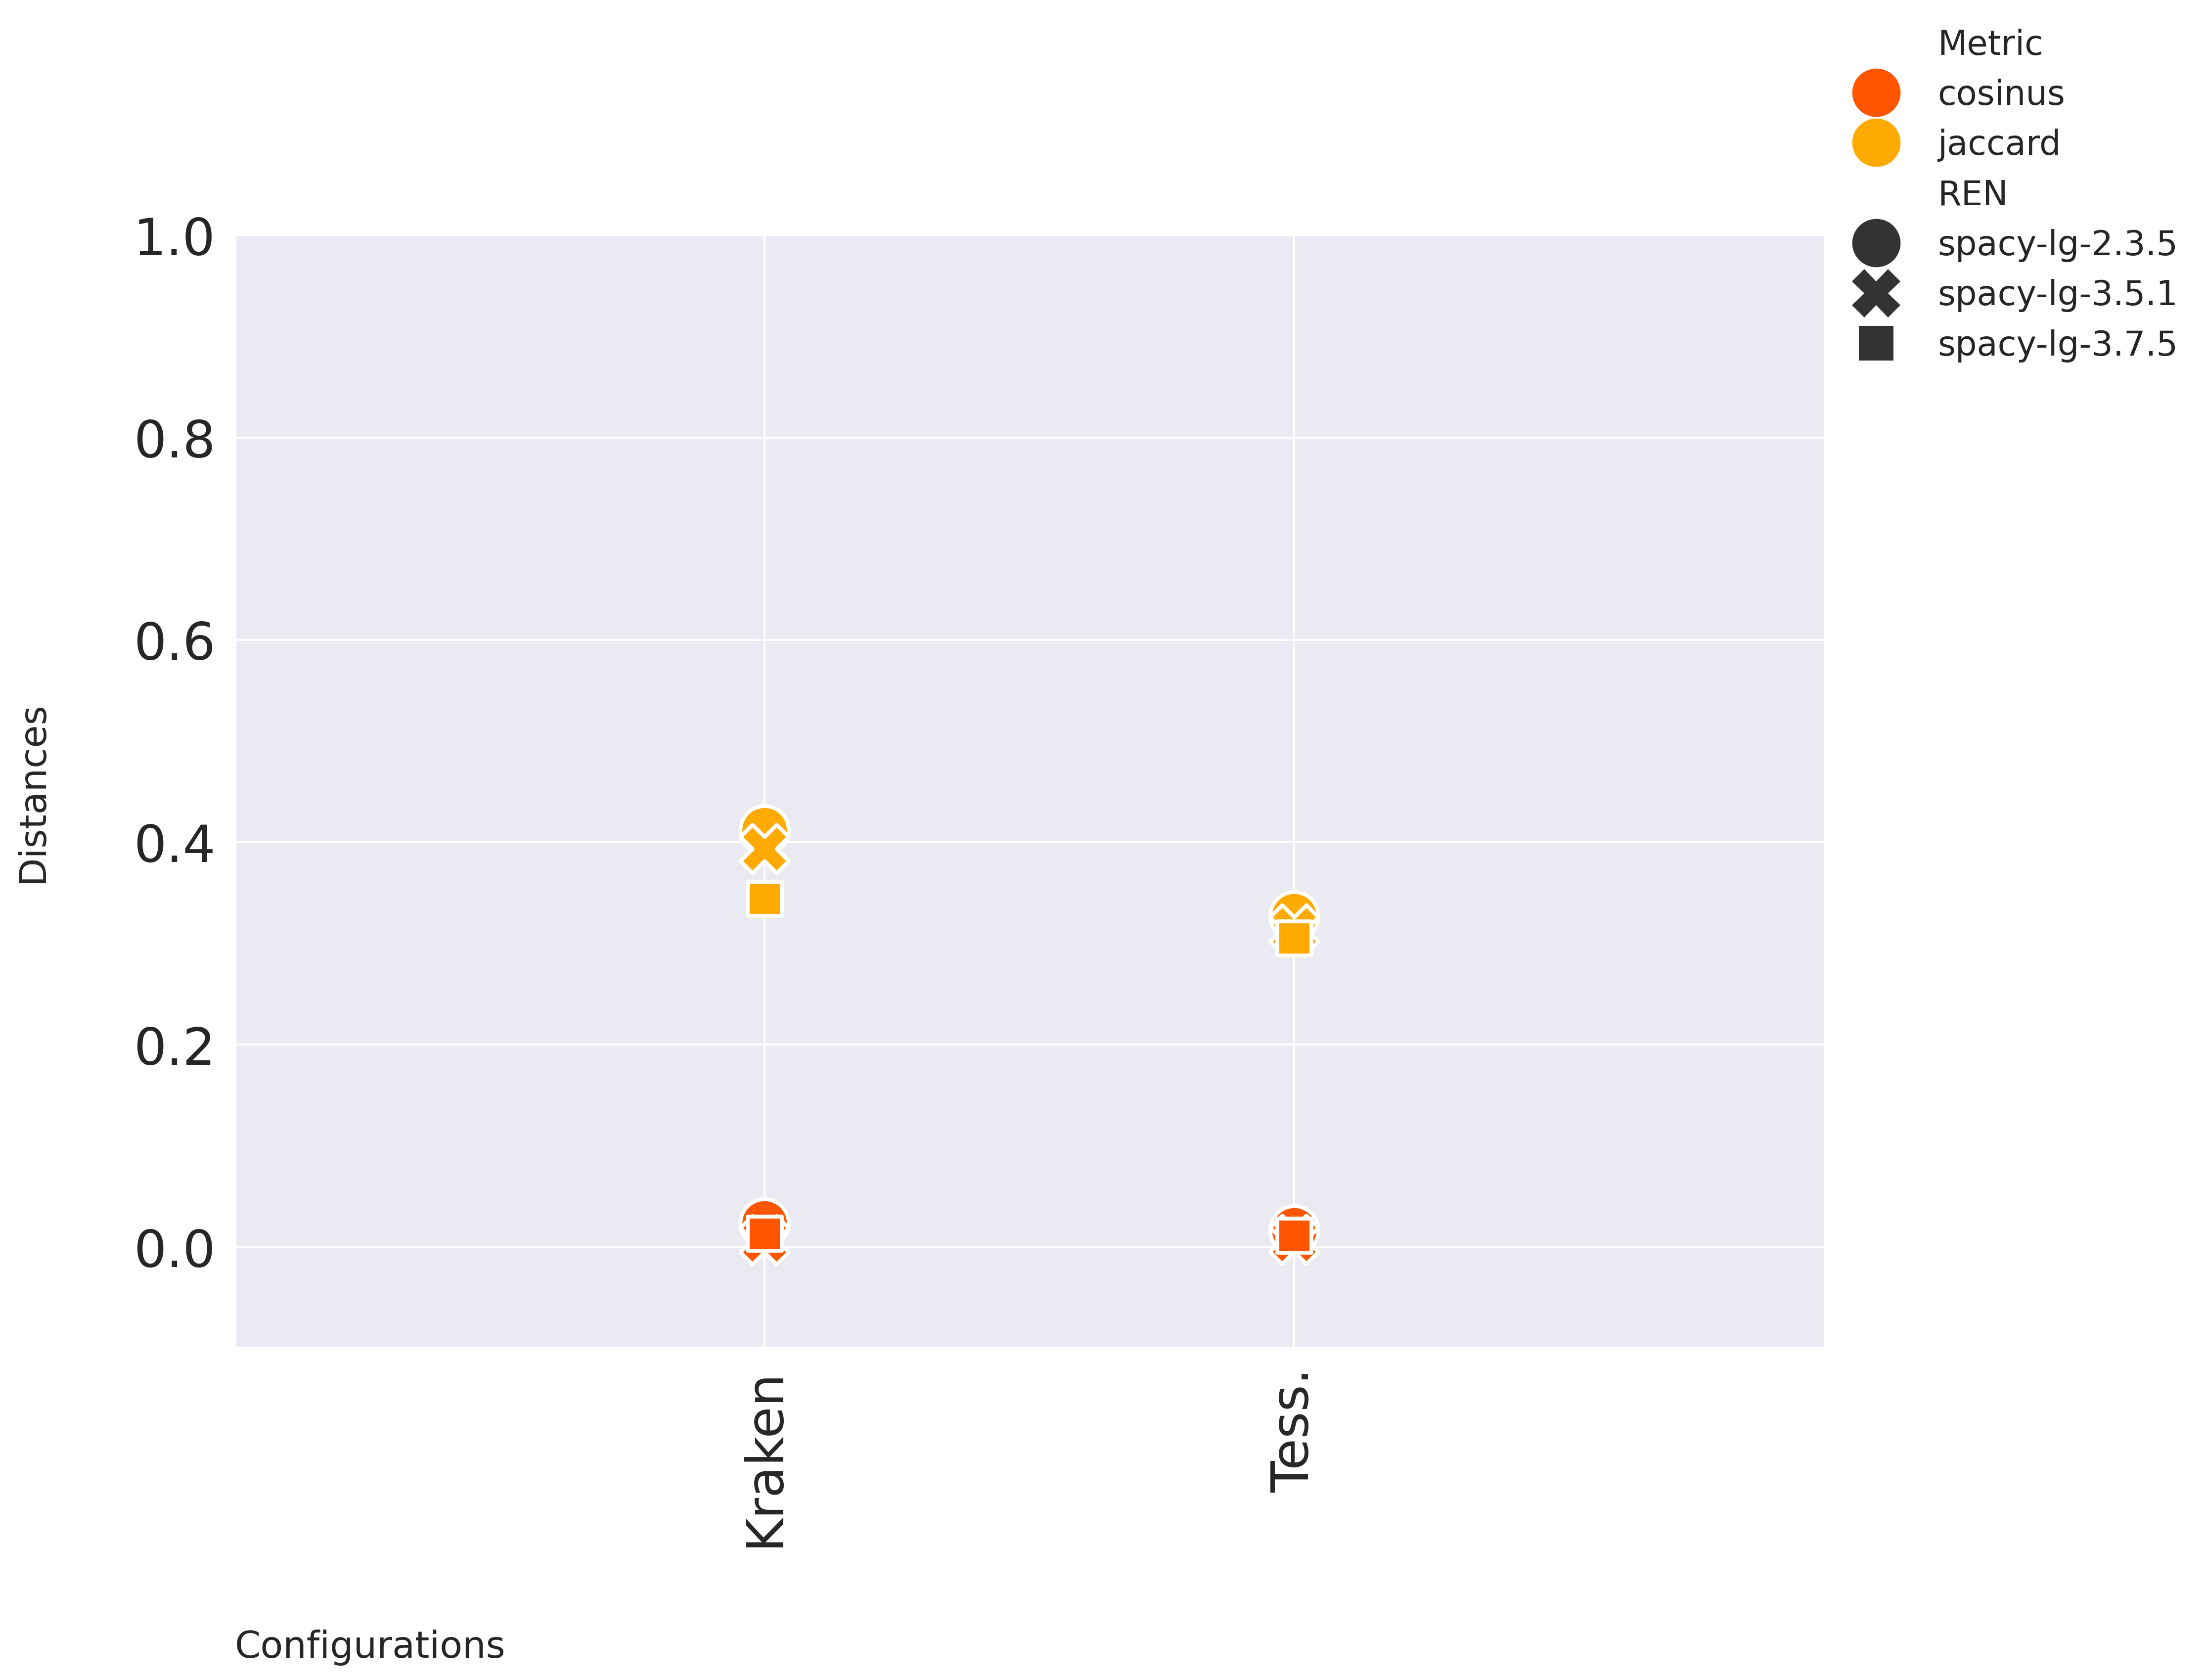 Metric
cosinus
jaccard
REN
spacy-lg-2.3.5
spacy-lg-3.5.1
spacy-lg-3.7.5
1.0
0.8
0.6
0.4
0.2
0.0
Distances
Kraken
Tess.
Configurations